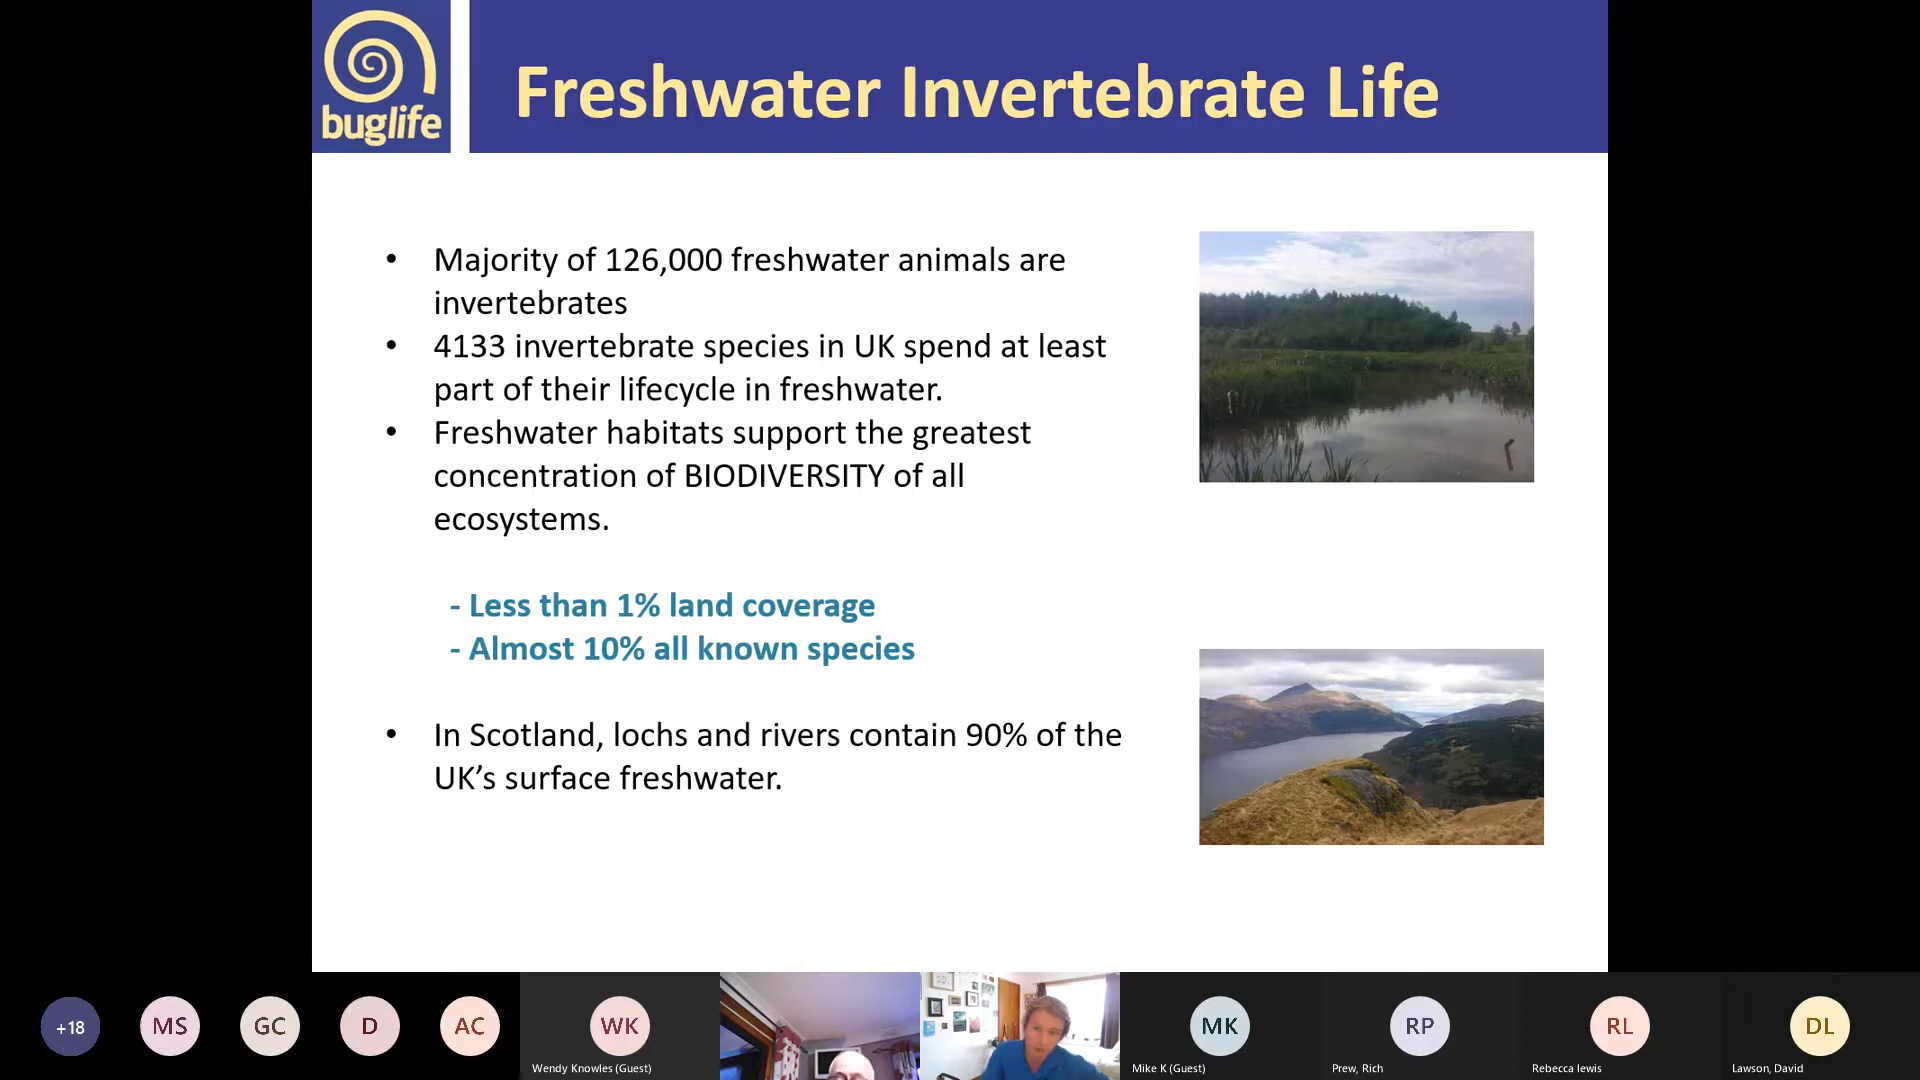 buglife
Freshwater Invertebrate Life
• Majority of 126,000 freshwater animals are
invertebrates
• 4133 invertebrate species in UK spend at least
part of their lifecycle in freshwater.
• Freshwater habitats support the greatest
concentration of BIODIVERSITY of all
ecosystems.
- Less than 1% land coverage
- Almost 10% all known species
• In Scotland, lochs and rivers contain 90% of the
UK’s surface freshwater.
+18
MS
GC
D
AC
WK
MK
RP
RL
DL
Wendy Knowles (Guest)
Mike K (Guest)
Prew, Rich
Rebecca lewis
Lawson, David